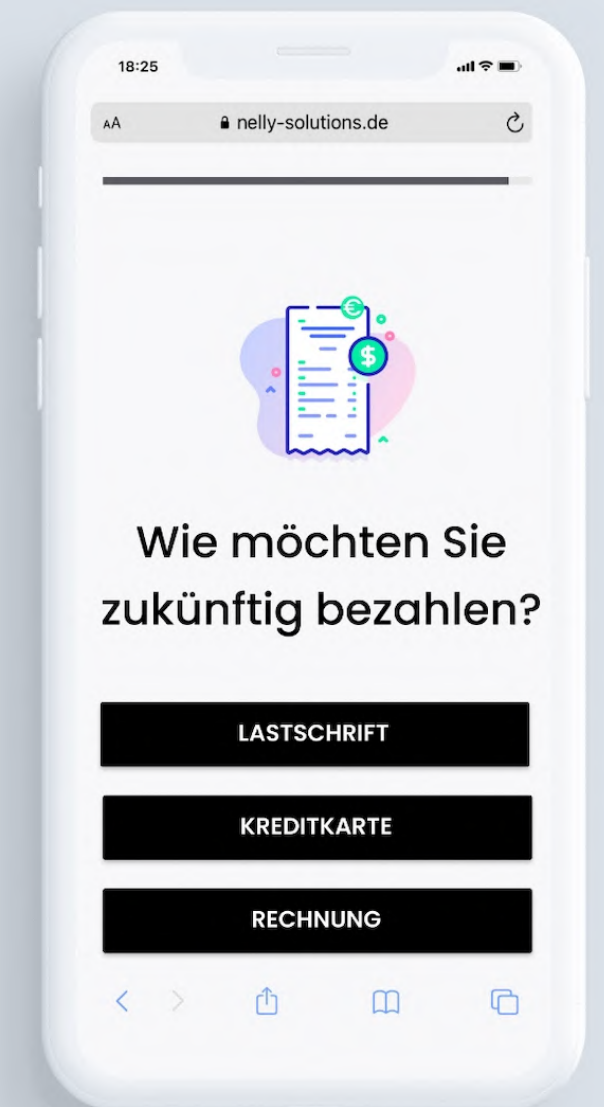 18:25
AA nelly-solutions.de
€
$
Wie möchten Sie
zukünftig bezahlen?
LASTSCHRIFT
KREDITKARTE
RECHNUNG